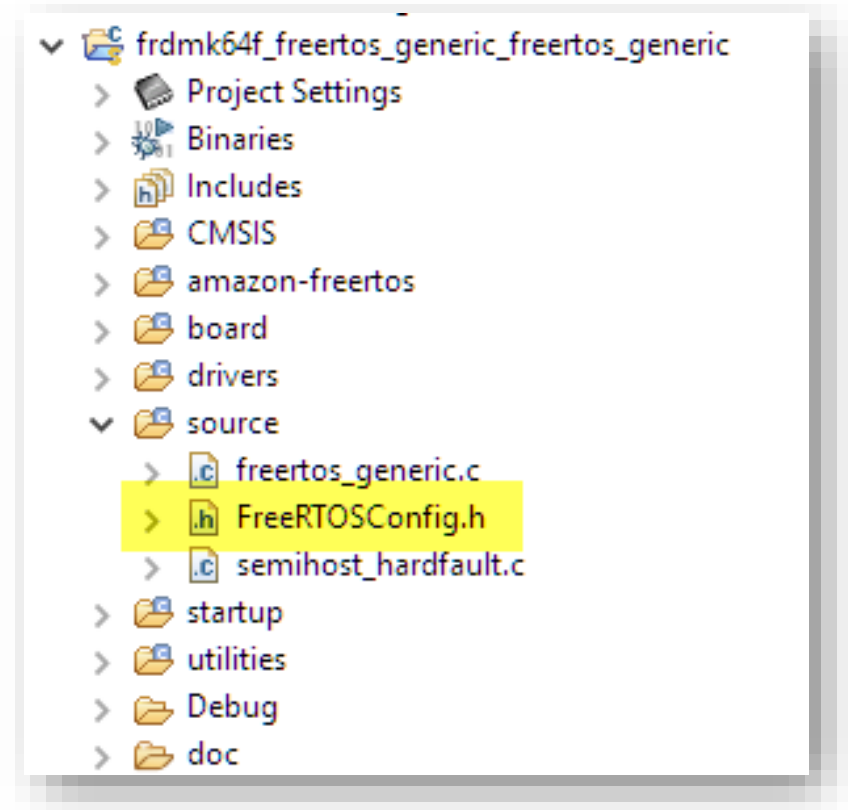 frdmk64f_freertos_generic_freertos_generic
Project Settings
Binaries
Includes
CMSIS
amazon-freertos
board
drivers
source
.c freertos_generic.c
.h FreeRTOSConfig.h
.c semihost_hardfault.c
startup
utilities
Debug
doc